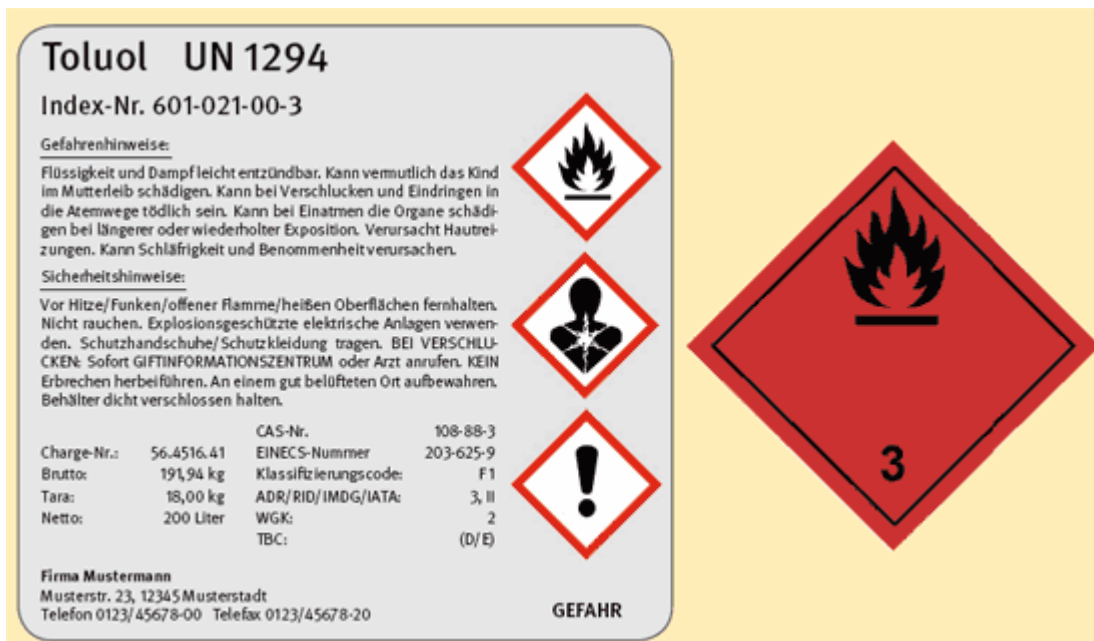 Toluol UN 1294
Index-Nr. 601-021-00-3
Gefahrenhinweise:
Flüssigkeit und Dampf leicht entzündbar. Kann vermutlich das Kind
im Mutterleib schädigen. Kann bei Verschlucken und Eindringen in
die Atemwege tödlich sein. Kann bei Einatmen die Organe schädi-
gen bei längerer oder wiederholter Exposition. Verursacht Hautrei-
zungen. Kann Schläfrigkeit und Benommenheit verursachen.
Sicherheitshinweise:
Vor Hitze/Funken/offener Flamme/heißen Oberflächen fernhalten.
Nicht rauchen. Explosionsgeschützte elektrische Anlagen verwen-
den. Schutzhandschuhe/Schutzkleidung tragen. BEI VERSCHLU-
CKEN: Sofort GIFTINFORMATIONSZENTRUM oder Arzt anrufen. KEIN
Erbrechen herbeiführen. An einem gut belüfteten Ort aufbewahren.
Behälter dicht verschlossen halten.
CAS-Nr. 108-88-3
Charge-Nr.: 56.4516.41 EINECS-Nummer 203-625-9
Brutto: 191,94 kg Klassifizierungscode: F1
Tara: 18,00 kg ADR/RID/IMDG/IATA: 3, II
Netto: 200 Liter WGK: 2
TBC: (D/E)
Firma Mustermann
Musterstr. 23, 12345 Musterstadt
Telefon 0123/45678-00 Telefax 0123/45678-20
GEFAHR
3